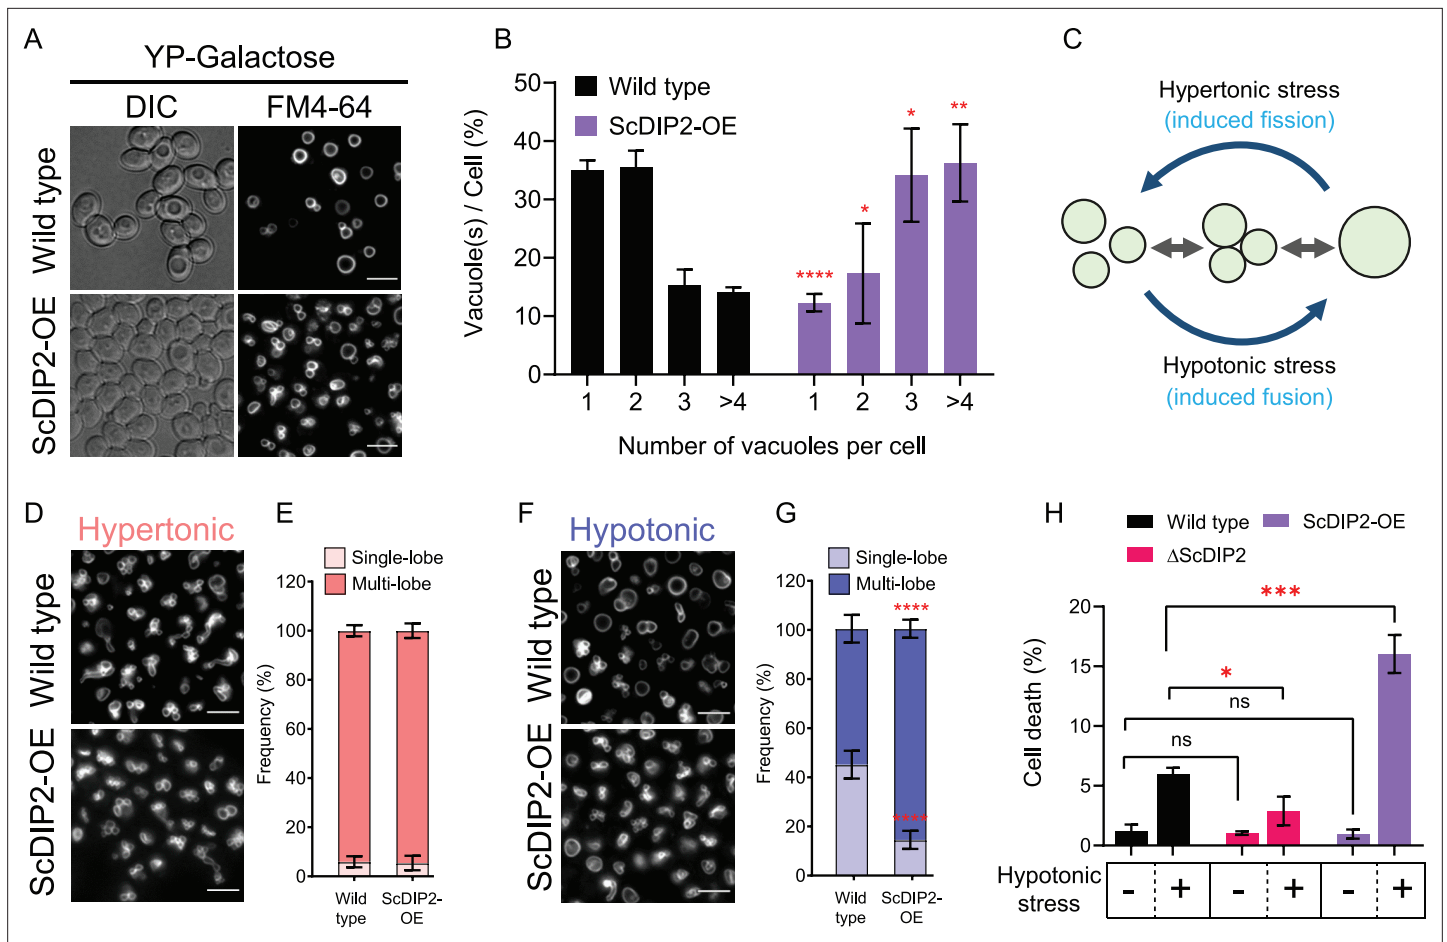 A
YP-Galactose
DIC
FM4-64
Wild type
ScDIP2-OE
B
Wild type
ScDIP2-OE
Vacuole(s) / Cell (%)
50
40
30
20
10
0
****
*
*
**
1 2 3 >4 1 2 3 >4
Number of vacuoles per cell
C
Hypertonic stress
(induced fission)
Hypotonic stress
(induced fusion)
D
Hypertonic
Wild type
ScDIP2-OE
E
Single-lobe
Multi-lobe
Frequency (%)
120
100
80
60
40
20
0
Wild type
ScDIP2-OE
F
Hypotonic
Wild type
ScDIP2-OE
G
Single-lobe
Multi-lobe
Frequency (%)
120
100
80
60
40
20
0
****
****
Wild type
ScDIP2-OE
H
Wild type
ScDIP2-OE
ΔScDIP2
Cell death (%)
20
15
10
5
0
***
*
ns
ns
Hypotonic stress
- + - + - +